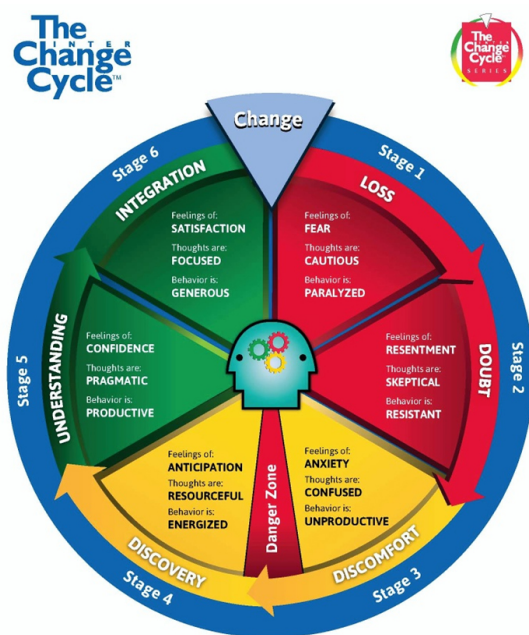 The
INTER
Change
Cycle™
The
Change
Cycle
SERIES
Change
Stage 1
LOSS
Feelings of:
FEAR
Thoughts are:
CAUTIOUS
Behavior is:
PARALYZED
Stage 2
DOUBT
Feelings of:
RESENTMENT
Thoughts are:
SKEPTICAL
Behavior is:
RESISTANT
Stage 3
DISCOMFORT
Feelings of:
ANXIETY
Thoughts are:
CONFUSED
Behavior is:
UNPRODUCTIVE
Danger Zone
Stage 4
DISCOVERY
Feelings of:
ANTICIPATION
Thoughts are:
RESOURCEFUL
Behavior is:
ENERGIZED
Stage 5
UNDERSTANDING
Feelings of:
CONFIDENCE
Thoughts are:
PRAGMATIC
Behavior is:
PRODUCTIVE
Stage 6
INTEGRATION
Feelings of:
SATISFACTION
Thoughts are:
FOCUSED
Behavior is:
GENEROUS